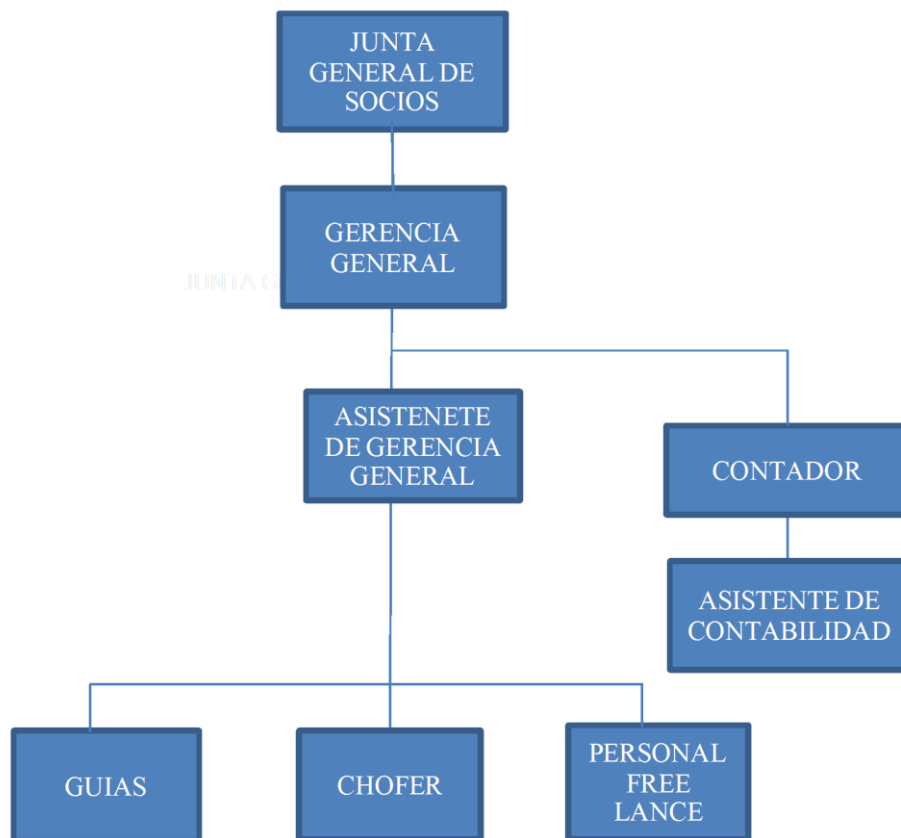 JUNTA
GENERAL DE
SOCIOS
GERENCIA
GENERAL
JUNTA G
ASISTENETE
DE GERENCIA
GENERAL
CONTADOR
ASISTENTE DE
CONTABILIDAD
GUIAS
CHOFER
PERSONAL
FREE
LANCE